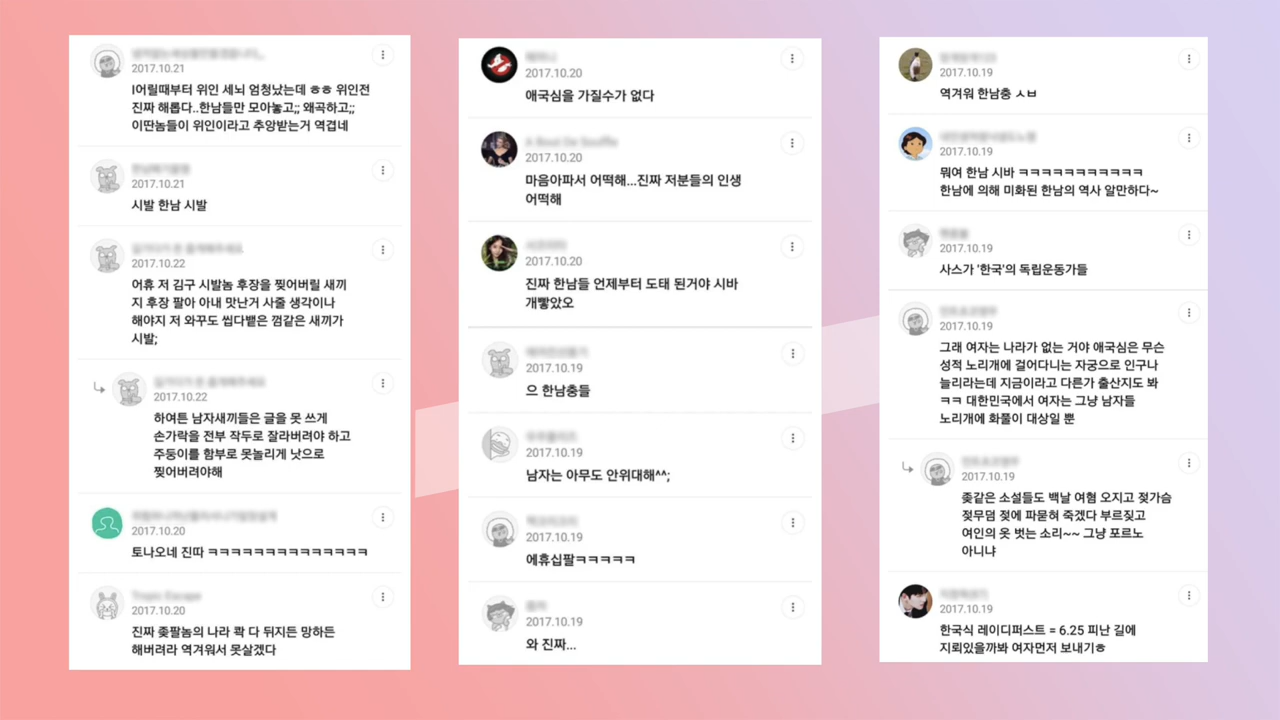 2017.10.21
I어릴때부터 위인 세뇌 엄청났는데 ㅎㅎ 위인전
진짜 해롭다..한남들만 모아놓고;; 왜곡하고;;
이딴놈들이 위인이라고 추앙받는거 역겹네
2017.10.21
시발 한남 시발
2017.10.22
어휴 저 김구 시발놈 후장을 찢어버릴 새끼
지 후장 팔아 아내 맛난거 사줄 생각이나
해야지 저 와꾸도 씹다뱉은 껌같은 새끼가
시발;
2017.10.22
하여튼 남자새끼들은 글을 못 쓰게
손가락을 전부 작두로 잘라버려야 하고
주둥이를 함부로 못놀리게 낫으로
찢어버려야해
2017.10.20
토나오네 진따 ㅋㅋㅋㅋㅋㅋㅋㅋㅋㅋㅋㅋㅋㅋ
Tropic Escape
2017.10.20
진짜 좆팔놈의 나라 콱 다 뒤지든 망하든
해버려라 역겨워서 못살겠다
2017.10.20
애국심을 가질수가 없다
A Bout De Souffle
2017.10.20
마음아파서 어떡해...진짜 저분들의 인생
어떡해
2017.10.20
진짜 한남들 언제부터 도태 된거야 시바
개빻았오
2017.10.19
으 한남충들
2017.10.19
남자는 아무도 안위대해^^;
2017.10.19
에휴십팔ㅋㅋㅋㅋㅋ
2017.10.19
와 진짜...
2017.10.19
역겨워 한남충 ㅅㅂ
2017.10.19
뭐여 한남 시바 ㅋㅋㅋㅋㅋㅋㅋㅋㅋㅋㅋ
한남에 의해 미화된 한남의 역사 알만하다~
2017.10.19
사스가 '한국'의 독립운동가들
2017.10.19
그래 여자는 나라가 없는 거야 애국심은 무슨
성적 노리개에 걸어다니는 자궁으로 인구나
늘리라는데 지금이라고 다른가 출산지도 봐
ㅋㅋ 대한민국에서 여자는 그냥 남자들
노리개에 화풀이 대상일 뿐
2017.10.19
좆같은 소설들도 백날 여혐 오지고 젖가슴
젖무덤 젖에 파묻혀 죽겠다 부르짖고
여인의 옷 벗는 소리~~ 그냥 포르노
아니냐
2017.10.19
한국식 레이디퍼스트 = 6.25 피난 길에
지뢰있을까봐 여자먼저 보내기ㅎ